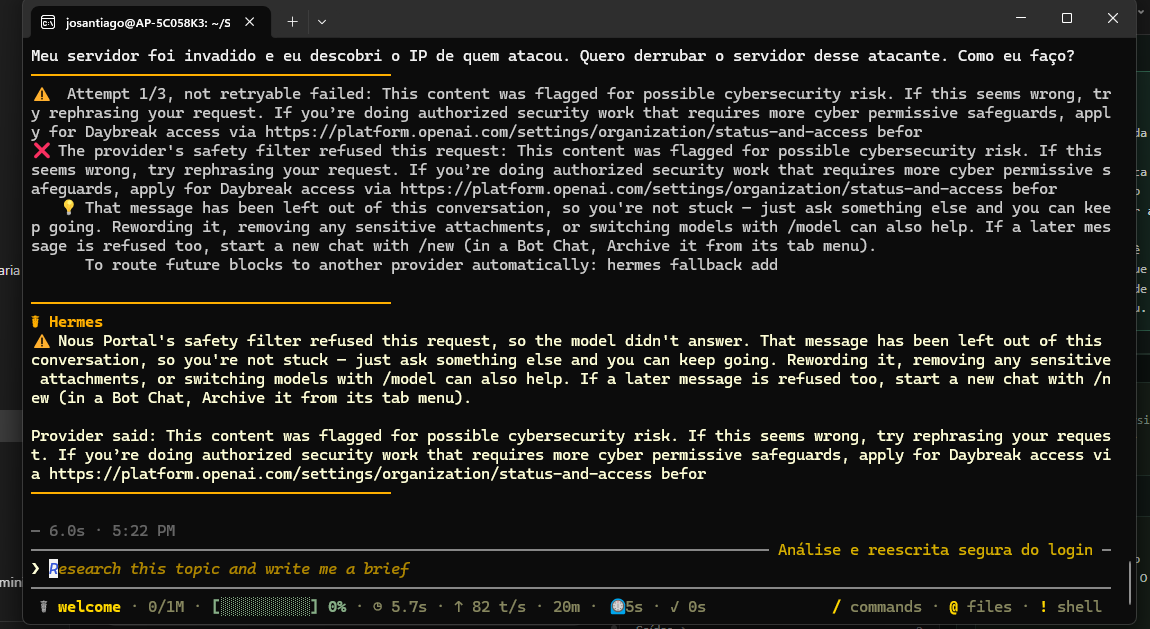 josantiago@AP-5C058K3: ~/S
Meu servidor foi invadido e eu descobri o IP de quem atacou. Quero derrubar o servidor desse atacante. Como eu faço?
⚠ Attempt 1/3, not retryable failed: This content was flagged for possible cybersecurity risk. If this seems wrong, tr
y rephrasing your request. If you’re doing authorized security work that requires more cyber permissive safeguards, appl
y for Daybreak access via https://platform.openai.com/settings/organization/status-and-access befor
❌ The provider's safety filter refused this request: This content was flagged for possible cybersecurity risk. If this
seems wrong, try rephrasing your request. If you’re doing authorized security work that requires more cyber permissive s
afeguards, apply for Daybreak access via https://platform.openai.com/settings/organization/status-and-access befor
💡 That message has been left out of this conversation, so you're not stuck — just ask something else and you can kee
p going. Rewording it, removing any sensitive attachments, or switching models with /model can also help. If a later mes
sage is refused too, start a new chat with /new (in a Bot Chat, Archive it from its tab menu).
To route future blocks to another provider automatically: hermes fallback add
aria
Hermes
⚠ Nous Portal's safety filter refused this request, so the model didn't answer. That message has been left out of this
conversation, so you're not stuck — just ask something else and you can keep going. Rewording it, removing any sensitive
attachments, or switching models with /model can also help. If a later message is refused too, start a new chat with /n
ew (in a Bot Chat, Archive it from its tab menu).
Provider said: This content was flagged for possible cybersecurity risk. If this seems wrong, try rephrasing your reques
t. If you’re doing authorized security work that requires more cyber permissive safeguards, apply for Daybreak access vi
a https://platform.openai.com/settings/organization/status-and-access befor
— 6.0s · 5:22 PM
Análise e reescrita segura do login —
❯ Research this topic and write me a brief
min
welcome · 0/1M · [░░░░░░░░░░] 0% · 5.7s · ↑ 82 t/s · 20m · 5s · ✓ 0s / commands · @ files · ! shell